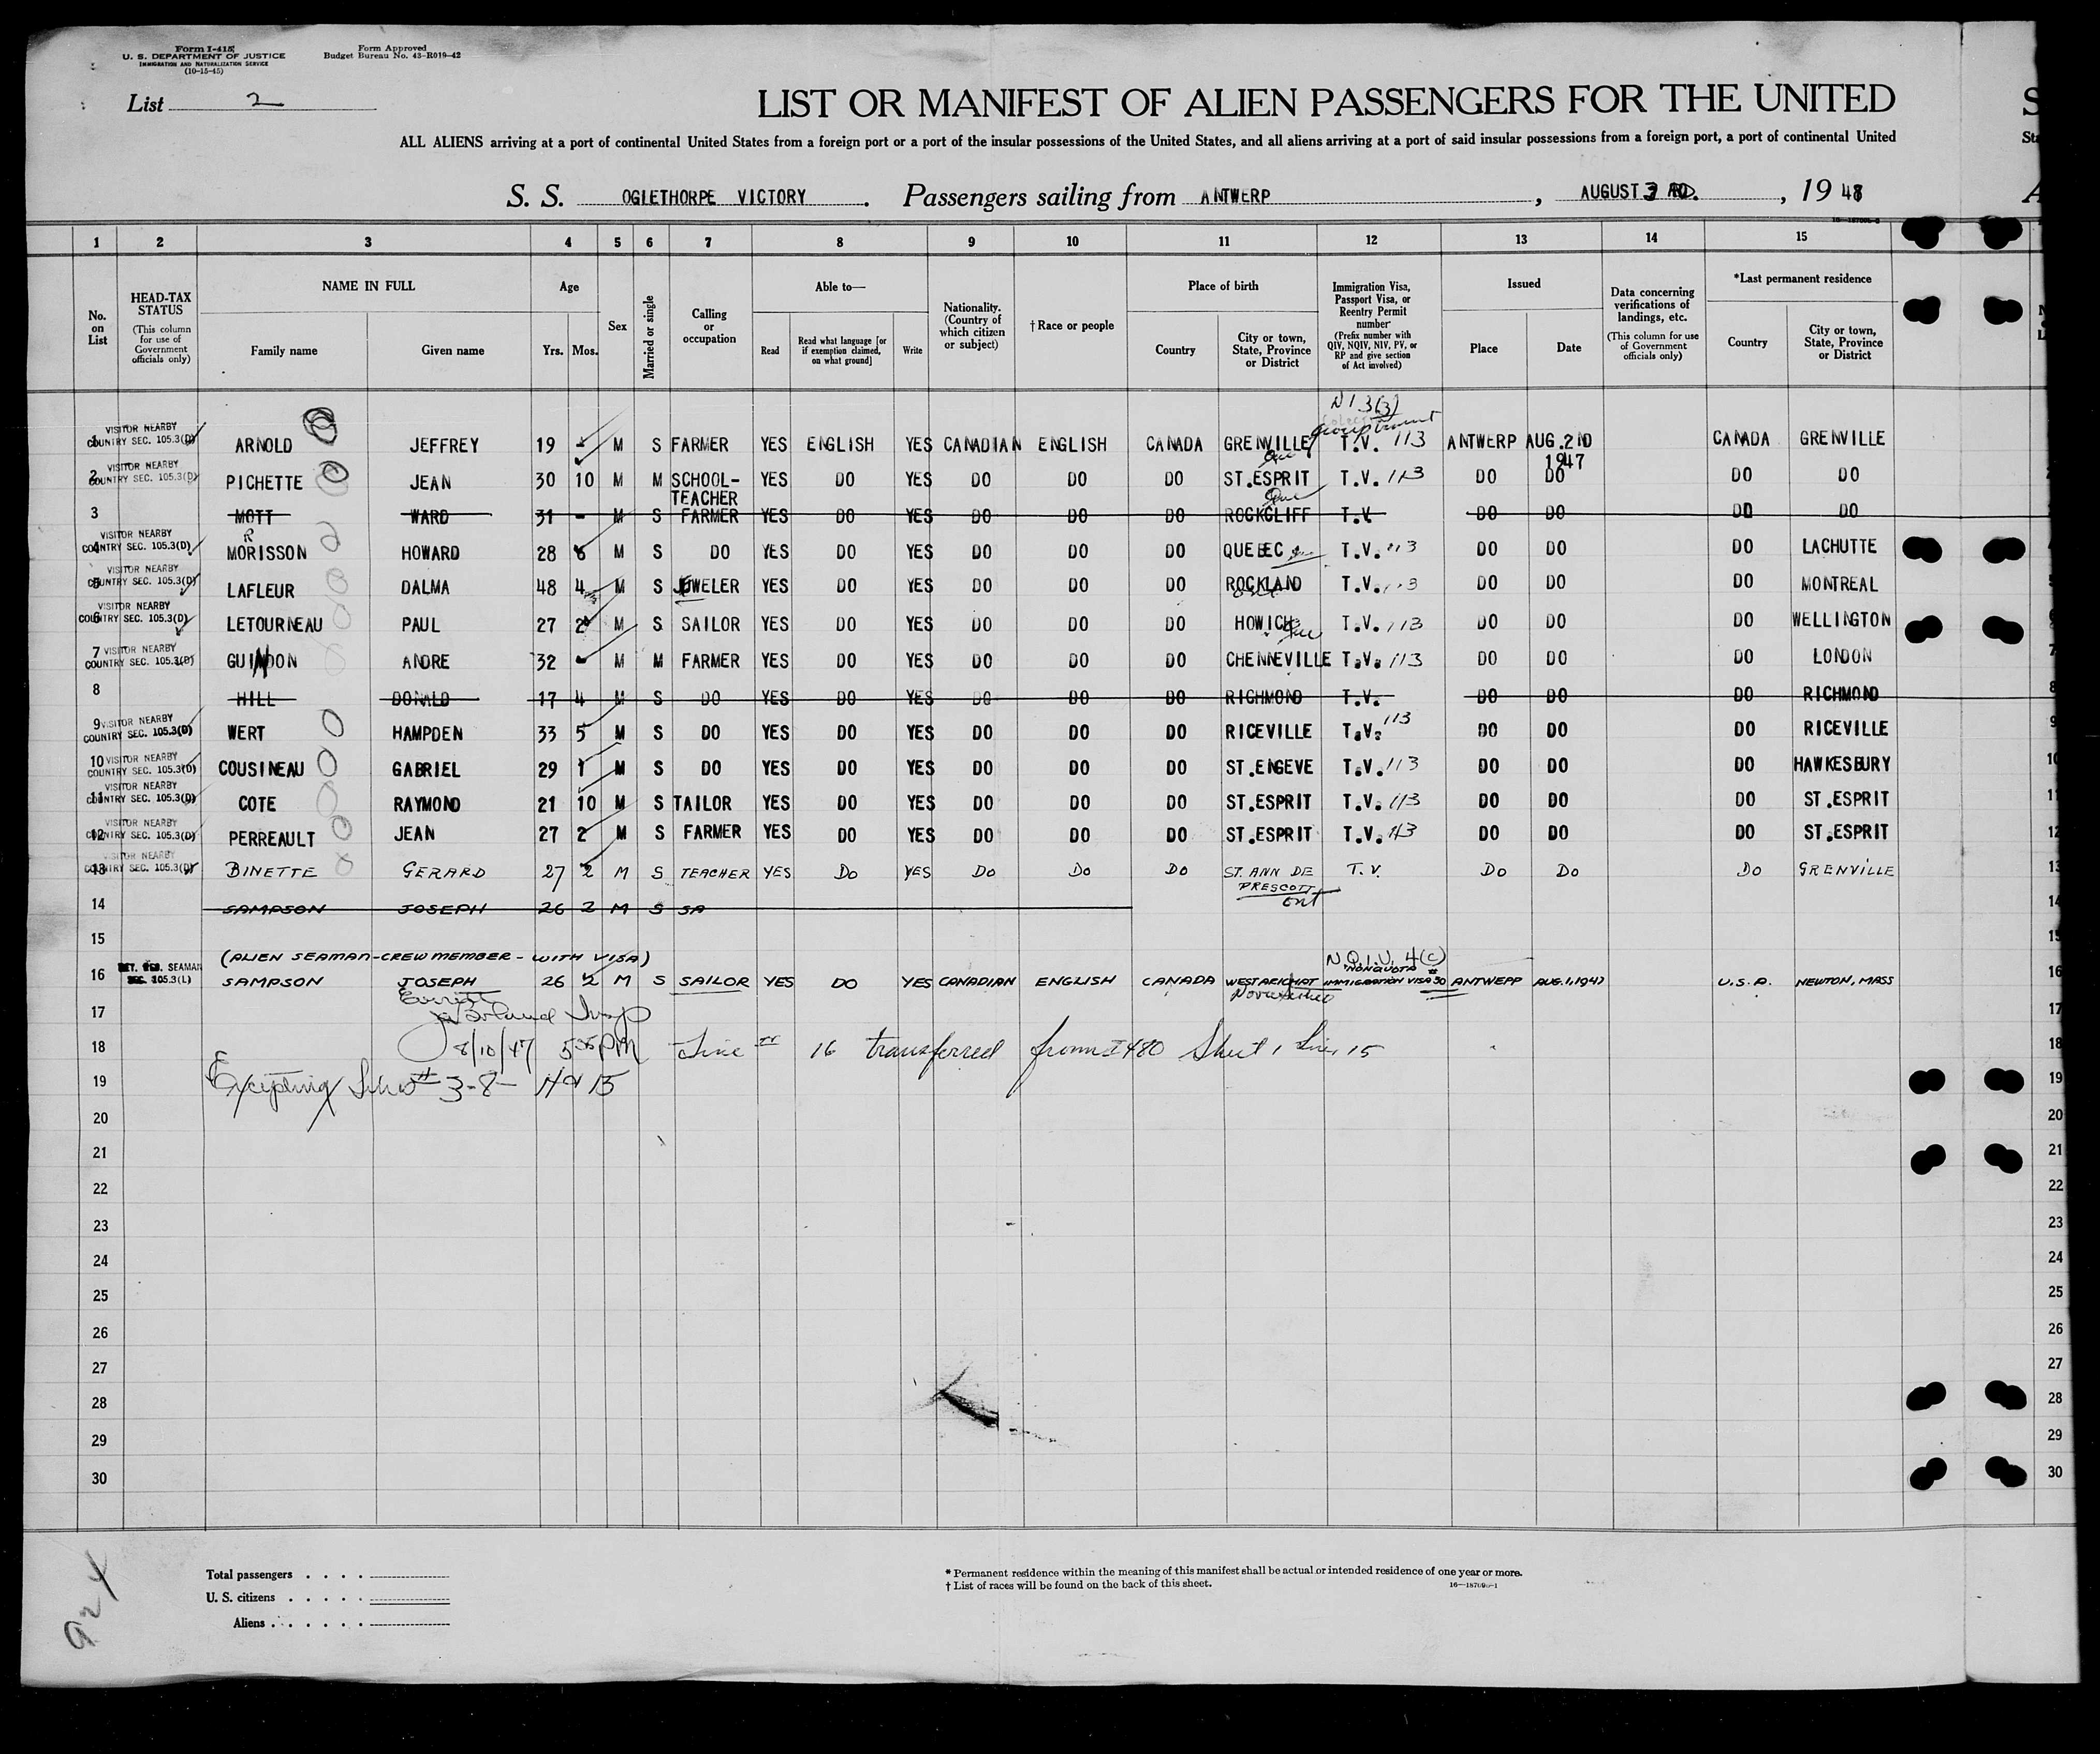 Form I-415
U. S. DEPARTMENT OF JUSTICE
IMMIGRATION AND NATURALIZATION SERVICE
(10-15-45)
Form Approved
Budget Bureau No. 43-R019-42
List 2
LIST OR MANIFEST OF ALIEN PASSENGERS FOR THE UNITED S
ALL ALIENS arriving at a port of continental United States from a foreign port or a port of the insular possessions of the United States, and all aliens arriving at a port of said insular possessions from a foreign port, a port of continental United Sta
S. S. OGLETHORPE VICTORY. Passengers sailing from ANTWERP, AUGUST 3 RD., 19 48 A
1 2 3 4 5 6 7 8 9 10 11 12 13 14 15
No. on List
HEAD-TAX STATUS (This column for use of Government officials only)
NAME IN FULL
Family name
Given name
Age
Yrs. Mos.
Sex
Married or single
Calling or occupation
Able to—
Read
Read what language [or if exemption claimed, on what ground]
Write
Nationality. (Country of which citizen or subject)
† Race or people
Place of birth
Country
City or town, State, Province or District
Immigration Visa, Passport Visa, or Reentry Permit number (Prefix number with QIV, NQIV, NIV, PV, or RP and give section of Act involved)
Issued
Place
Date
Data concerning verifications of landings, etc. (This column for use of Government officials only)
*Last permanent residence
Country
City or town, State, Province or District
N 1 3(3)
Government
1 VISITOR NEARBY COUNTRY SEC. 105.3(D) ARNOLD JEFFREY 19 - M S FARMER YES ENGLISH YES CANADIAN ENGLISH CANADA GRENVILLE Que T.V. 113 ANTWERP AUG.2ND 1947 CANADA GRENVILLE
2 VISITOR NEARBY COUNTRY SEC. 105.3(D) PICHETTE JEAN 30 10 M M SCHOOL-TEACHER YES DO YES DO DO DO ST.ESPRIT Que T.V. 113 DO DO DO DO
3 MOTT WARD 31 - M S FARMER YES DO YES DO DO DO ROCKCLIFF T.V. DO DO DO DO
4 VISITOR NEARBY COUNTRY SEC. 105.3(D) MORISSON R HOWARD 28 6 M S DO YES DO YES DO DO DO QUEBEC T.V. 113 DO DO DO LACHUTTE
5 VISITOR NEARBY COUNTRY SEC. 105.3(D) LAFLEUR DALMA 48 4 M S JEWELER YES DO YES DO DO DO ROCKLAND T.V. 113 DO DO DO MONTREAL
6 VISITOR NEARBY COUNTRY SEC. 105.3(D) LETOURNEAU PAUL 27 2 M S SAILOR YES DO YES DO DO DO HOWICK Que T.V. 113 DO DO DO WELLINGTON
7 VISITOR NEARBY COUNTRY SEC. 105.3(D) GUINDON ANDRE 32 - M M FARMER YES DO YES DO DO DO CHENNEVILLE T.V. 113 DO DO DO LONDON
8 HILL DONALD 17 4 M S DO YES DO YES DO DO DO RICHMOND T.V. DO DO DO RICHMOND
9 VISITOR NEARBY COUNTRY SEC. 105.3(D) WERT HAMPDEN 33 5 M S DO YES DO YES DO DO DO RICEVILLE T.V. 113 DO DO DO RICEVILLE
10 VISITOR NEARBY COUNTRY SEC. 105.3(D) COUSINEAU GABRIEL 29 1 M S DO YES DO YES DO DO DO ST.ENGEVE T.V. 113 DO DO DO HAWKESBURY
11 VISITOR NEARBY COUNTRY SEC. 105.3(D) COTE RAYMOND 21 10 M S TAILOR YES DO YES DO DO DO ST.ESPRIT T.V. 113 DO DO DO ST.ESPRIT
12 VISITOR NEARBY COUNTRY SEC. 105.3(D) PERREAULT JEAN 27 2 M S FARMER YES DO YES DO DO DO ST.ESPRIT T.V. 113 DO DO DO ST.ESPRIT
13 VISITOR NEARBY COUNTRY SEC. 105.3(D) BINETTE GERARD 27 2 M S TEACHER YES DO YES DO DO DO ST. ANN DE PRESCOTT Ont T.V. DO DO DO GRENVILLE
14 SAMPSON JOSEPH 26 2 M S SA
15
(ALIEN SEAMAN-CREW MEMBER - WITH VISA) N.Q.I.V. 4(C)
16 SEAMAN SEC. 105.3(L) SAMPSON JOSEPH 26 2 M S SAILOR YES DO YES CANADIAN ENGLISH CANADA WEST ARICHAT NONQUOTA IMMIGRATION VISA 50 ANTWERP AUG.1,1947 U.S.A. NEWTON, MASS
Everitt
17 Borland Insp
18 8/10/47 5 PM Line 16 transferred from I 480 Sheet 1 Line 15
19 Excepting Lines # 3-8- 14 & 15
20
21
22
23
24
25
26
27
28
29
30
924
Total passengers
U. S. citizens
Aliens
* Permanent residence within the meaning of this manifest shall be actual or intended residence of one year or more.
† List of races will be found on the back of this sheet.